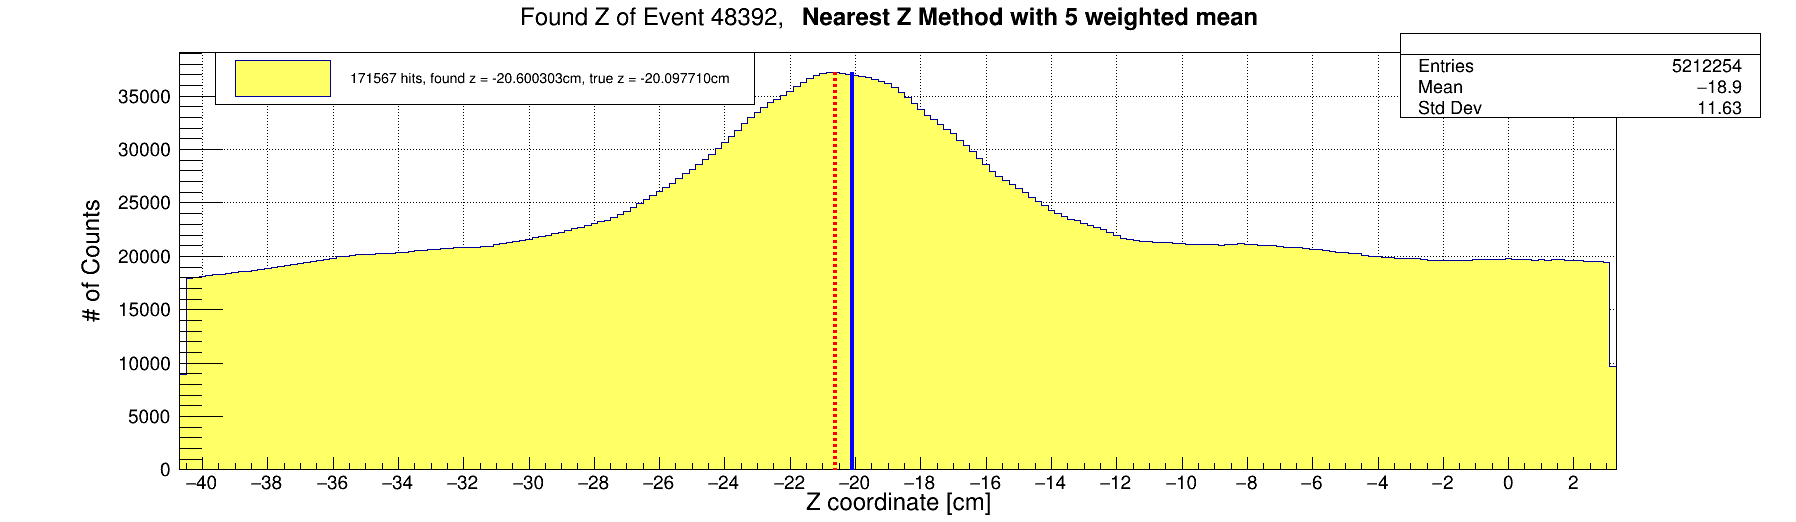 Found Z of Event 48392, Nearest Z Method with 5 weighted mean
171567 hits, found z = -20.600303cm, true z = -20.097710cm
Entries 5212254
Mean −18.9
Std Dev 11.63
# of Counts
35000
30000
25000
20000
15000
10000
5000
0
−40 −38 −36 −34 −32 −30 −28 −26 −24 −22 −20 −18 −16 −14 −12 −10 −8 −6 −4 −2 0 2
Z coordinate [cm]